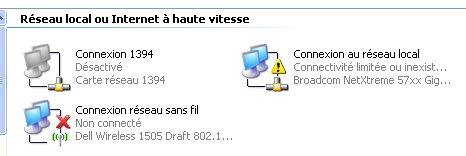 Réseau local ou Internet à haute vitesse
Connexion 1394
Désactivé
Carte réseau 1394
Connexion au réseau local
Connectivité limitée ou inexist...
Broadcom NetXtreme 57xx Gig...
Connexion réseau sans fil
Non connecté
Dell Wireless 1505 Draft 802.1...